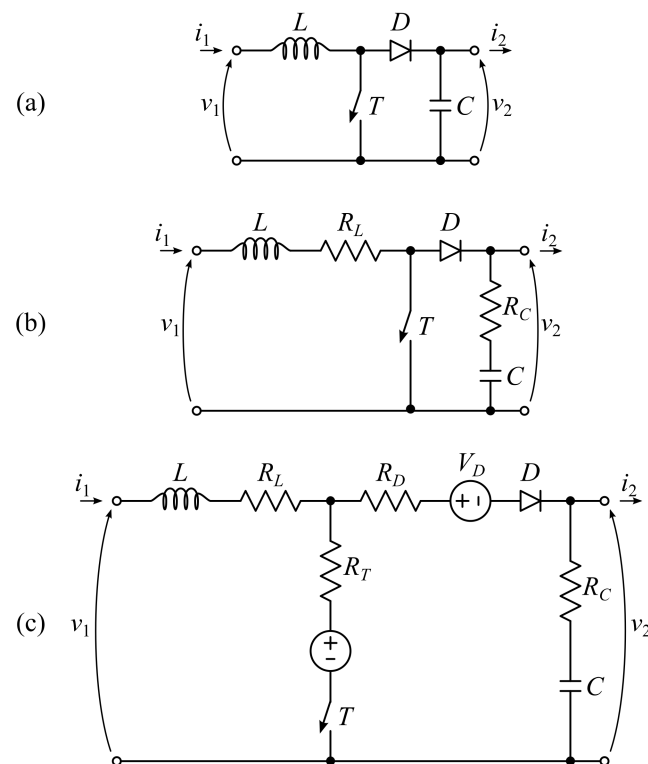 L
D
i1
i2
(a)
v1
T
C
v2
L
RL
D
i1
i2
(b)
v1
T
RC
v2
C
L
RL
RD
VD
D
i1
i2
+ -
RT
RC
(c)
v1
+
-
v2
T
C